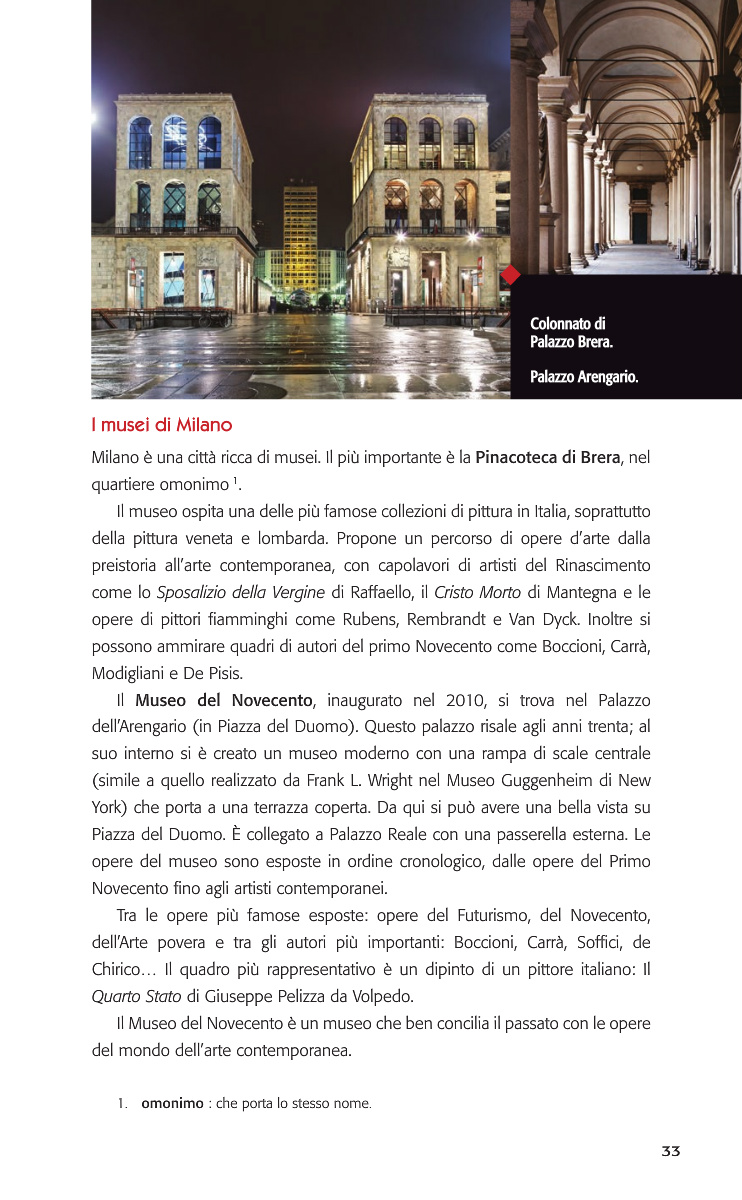 Colonnato di
Palazzo Brera.
Palazzo Arengario.
I musei di Milano
Milano è una città ricca di musei. Il più importante è la Pinacoteca di Brera, nel
quartiere omonimo 1.
Il museo ospita una delle più famose collezioni di pittura in Italia, soprattutto
della pittura veneta e lombarda. Propone un percorso di opere d’arte dalla
preistoria all’arte contemporanea, con capolavori di artisti del Rinascimento
come lo Sposalizio della Vergine di Raffaello, il Cristo Morto di Mantegna e le
opere di pittori fiamminghi come Rubens, Rembrandt e Van Dyck. Inoltre si
possono ammirare quadri di autori del primo Novecento come Boccioni, Carrà,
Modigliani e De Pisis.
Il Museo del Novecento, inaugurato nel 2010, si trova nel Palazzo
dell’Arengario (in Piazza del Duomo). Questo palazzo risale agli anni trenta; al
suo interno si è creato un museo moderno con una rampa di scale centrale
(simile a quello realizzato da Frank L. Wright nel Museo Guggenheim di New
York) che porta a una terrazza coperta. Da qui si può avere una bella vista su
Piazza del Duomo. È collegato a Palazzo Reale con una passerella esterna. Le
opere del museo sono esposte in ordine cronologico, dalle opere del Primo
Novecento fino agli artisti contemporanei.
Tra le opere più famose esposte: opere del Futurismo, del Novecento,
dell’Arte povera e tra gli autori più importanti: Boccioni, Carrà, Soffici, de
Chirico… Il quadro più rappresentativo è un dipinto di un pittore italiano: Il
Quarto Stato di Giuseppe Pelizza da Volpedo.
Il Museo del Novecento è un museo che ben concilia il passato con le opere
del mondo dell’arte contemporanea.
1. omonimo : che porta lo stesso nome.
33